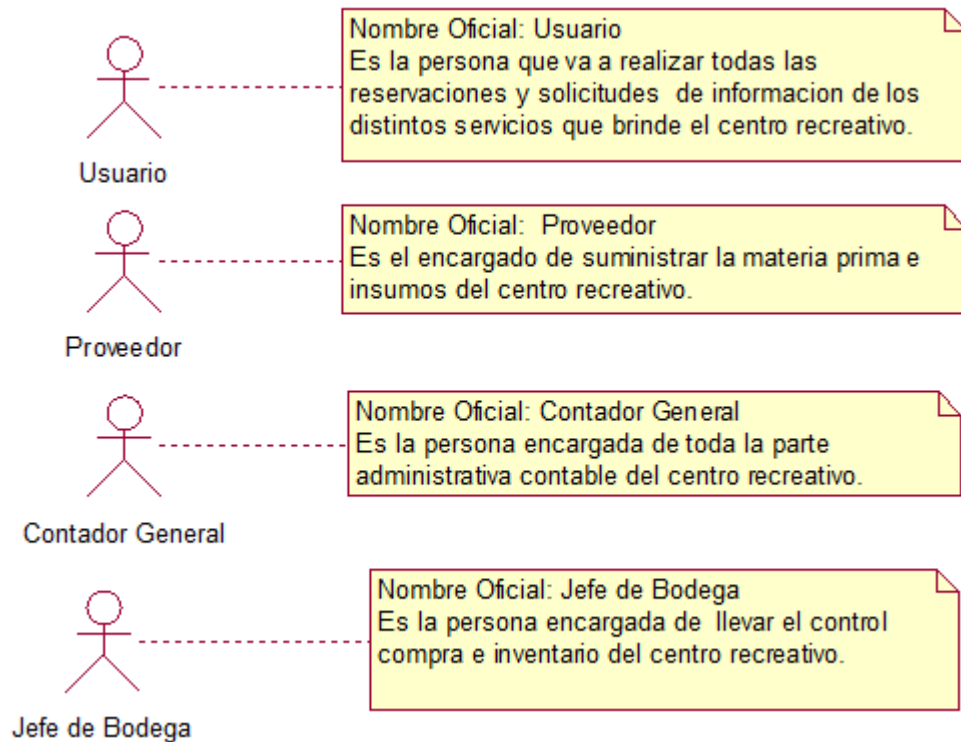 Nombre Oficial: Usuario
Es la persona que va a realizar todas las
reservaciones y solicitudes de informacion de los
distintos servicios que brinde el centro recreativo.
Usuario
Nombre Oficial: Proveedor
Es el encargado de suministrar la materia prima e
insumos del centro recreativo.
Proveedor
Nombre Oficial: Contador General
Es la persona encargada de toda la parte
administrativa contable del centro recreativo.
Contador General
Nombre Oficial: Jefe de Bodega
Es la persona encargada de llevar el control
compra e inventario del centro recreativo.
Jefe de Bodega